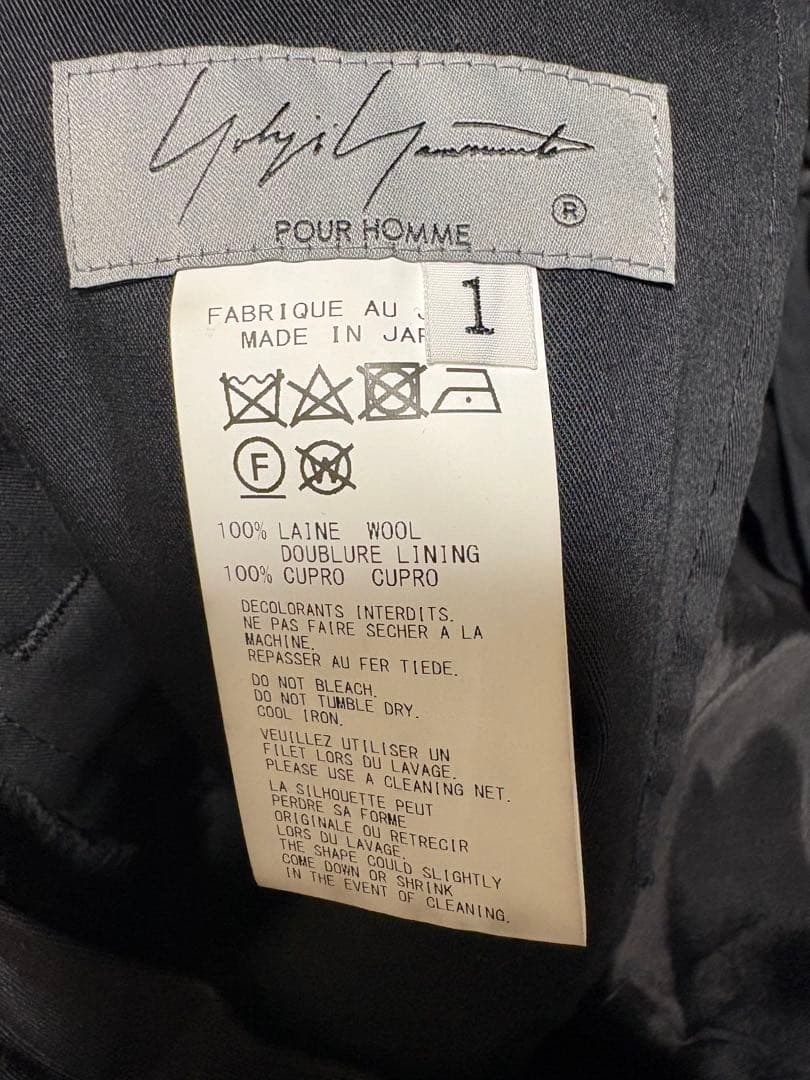 Yohji Yamamoto
®
POUR HOMME
1
FABRIQUE AU
MADE IN
F
W
100% LAINE WOOL
DOUBLURE LINING
100% CUPRO CUPRO
DECOLORANTS INTERDITS.
NE PAS FAIRE SECHER A LA
MACHINE.
REPASSER AU FER TIEDE.
DO NOT BLEACH.
DO NOT TUMBLE DRY.
COOL IRON.
VEUILLEZ UTILISER UN
FILET LORS DU LAVAGE.
PLEASE USE A CLEANING NET.
LA SILHOUETTE PEUT
PERDRE SA FORME
ORIGINALE OU RETRECIR
LORS DU LAVAGE.
THE SHAPE COULD SLIGHTLY
COME DOWN OR SHRINK
IN THE EVENT OF CLEANING.